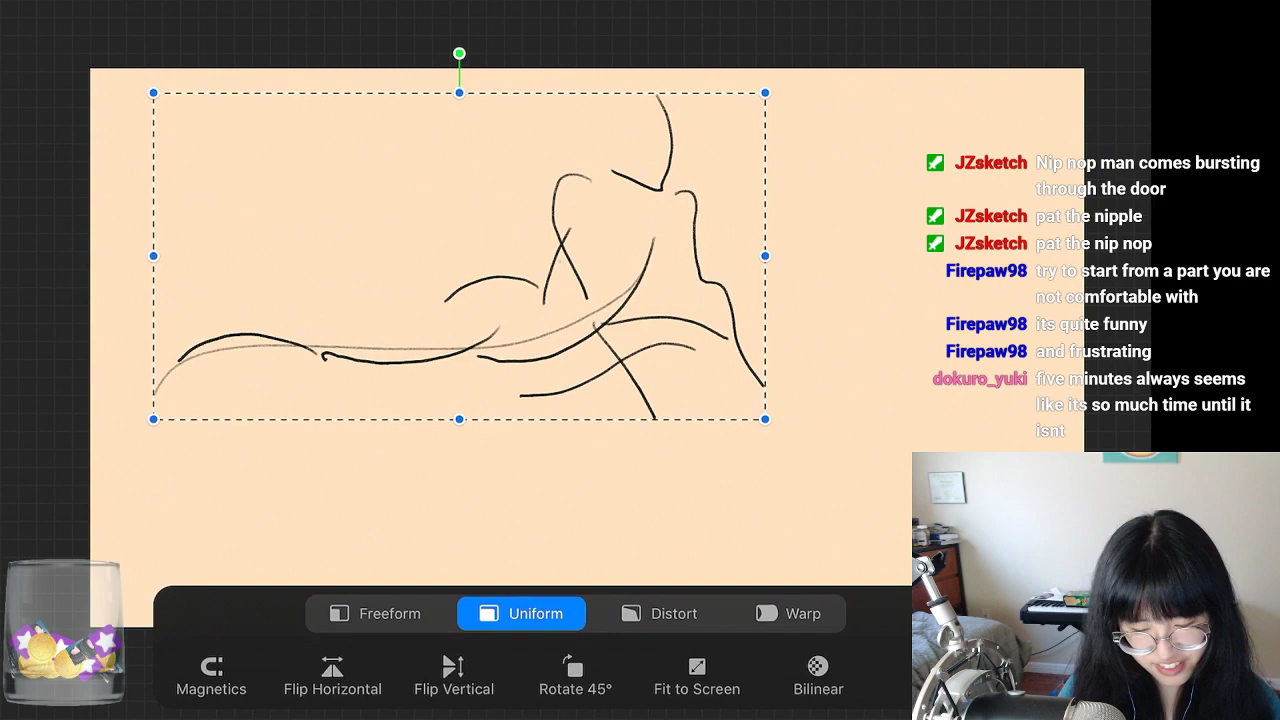 JZsketch Nip nop man comes bursting
through the door
JZsketch pat the nipple
JZsketch pat the nip nop
Firepaw98 try to start from a part you are
not comfortable with
Firepaw98 its quite funny
Firepaw98 and frustrating
dokuro_yuki five minutes always seems
like its so much time until it
isnt
Freeform Uniform Distort Warp
Magnetics Flip Horizontal Flip Vertical Rotate 45° Fit to Screen Bilinear